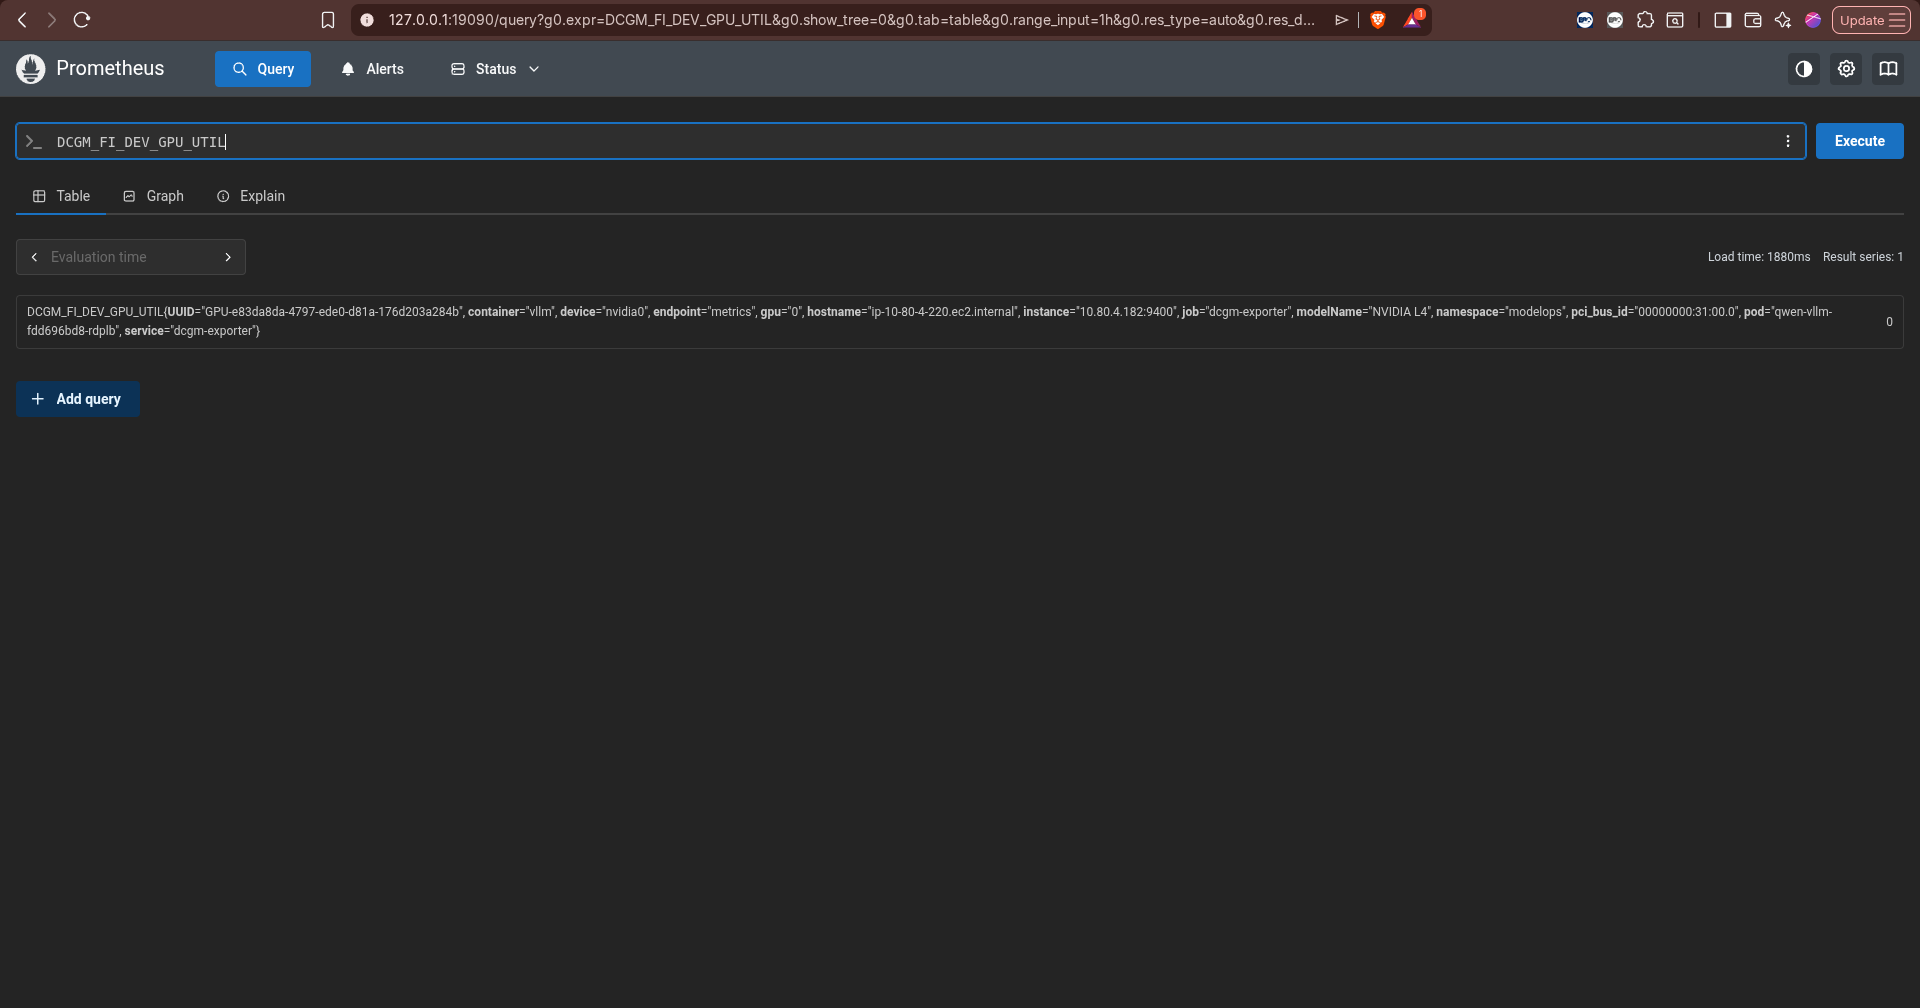 127.0.0.1:19090/query?g0.expr=DCGM_FI_DEV_GPU_UTIL&g0.show_tree=0&g0.tab=table&g0.range_input=1h&g0.res_type=auto&g0.res_d...
1
Update
Prometheus
Query
Alerts
Status
>_ DCGM_FI_DEV_GPU_UTIL
Execute
Table
Graph
Explain
Evaluation time
Load time: 1880ms Result series: 1
DCGM_FI_DEV_GPU_UTIL{UUID="GPU-e83da8da-4797-ede0-d81a-176d203a284b", container="vllm", device="nvidia0", endpoint="metrics", gpu="0", hostname="ip-10-80-4-220.ec2.internal", instance="10.80.4.182:9400", job="dcgm-exporter", modelName="NVIDIA L4", namespace="modelops", pci_bus_id="00000000:31:00.0", pod="qwen-vllm-
fdd696bd8-rdplb", service="dcgm-exporter"}
0
+ Add query